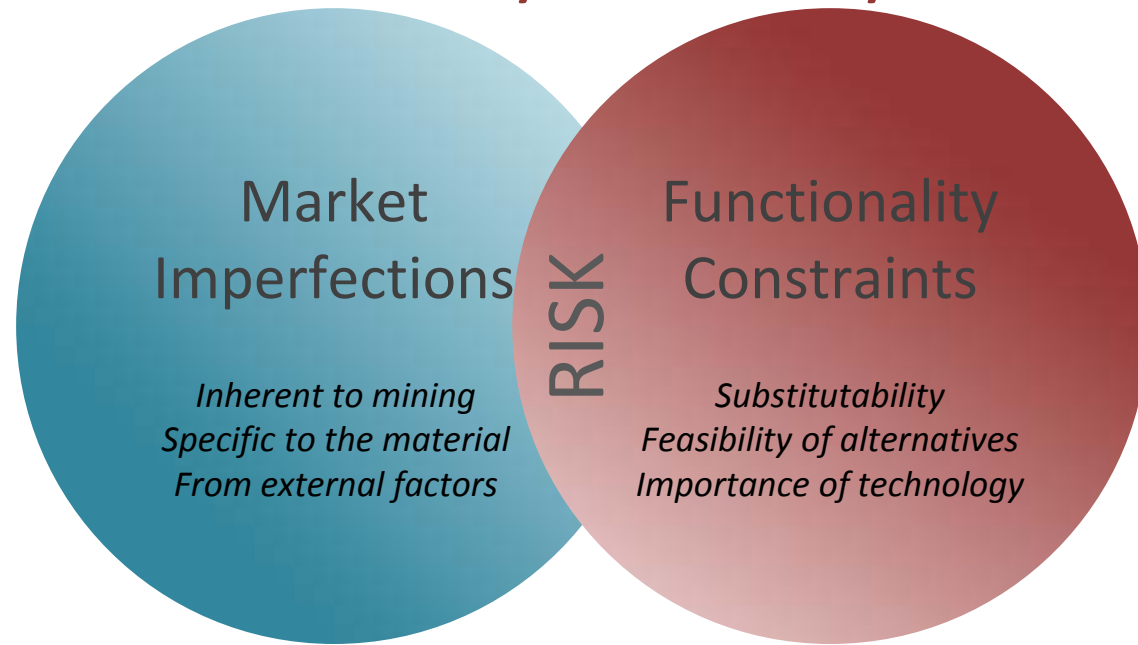 Market
Imperfections
Inherent to mining
Specific to the material
From external factors
RISK
Functionality
Constraints
Substitutability
Feasibility of alternatives
Importance of technology